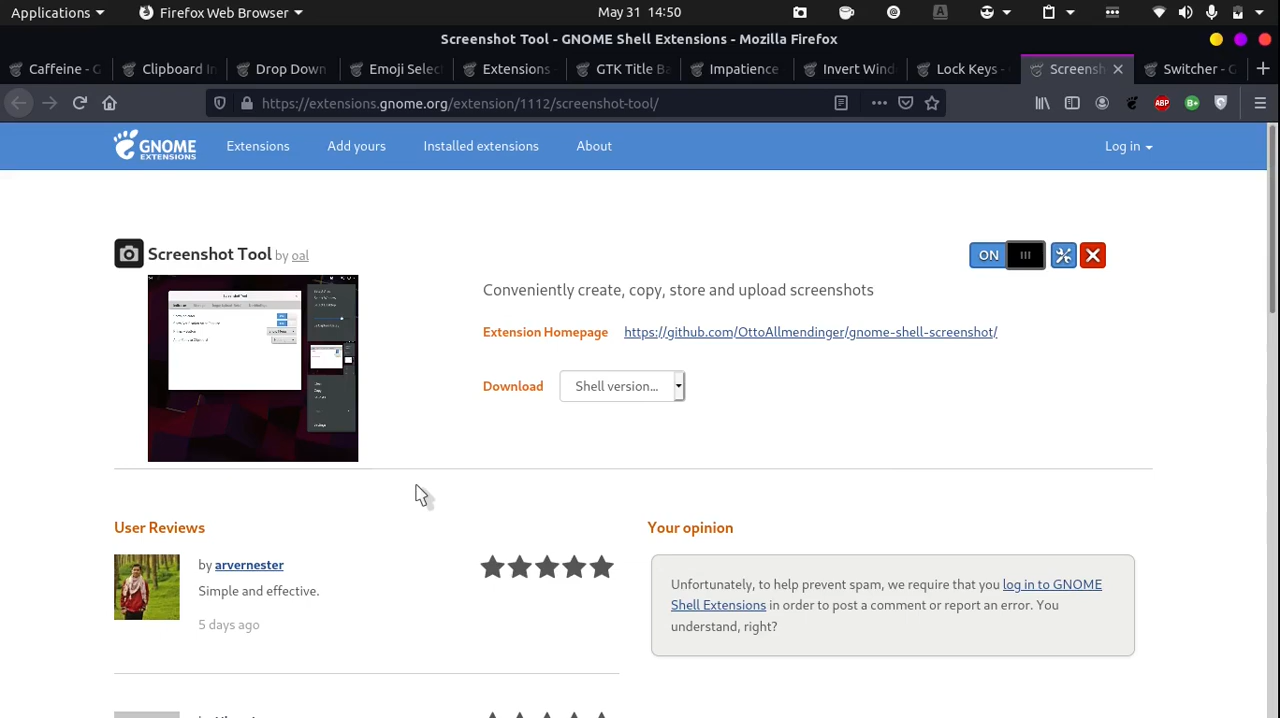 Applications
Firefox Web Browser
May 31 14:50
Screenshot Tool - GNOME Shell Extensions - Mozilla Firefox
Caffeine - G
Clipboard In
Drop Down
Emoji Selec
Extensions
GTK Title Ba
Impatience
Invert Wind
Lock Keys -
Screensh
Switcher - G
https://extensions.gnome.org/extension/1112/screenshot-tool/
ABP
GNOME
EXTENSIONS
Extensions
Add yours
Installed extensions
About
Log in
Screenshot Tool by oal
ON
Conveniently create, copy, store and upload screenshots
Extension Homepage https://github.com/OttoAllmendinger/gnome-shell-screenshot/
Download Shell version...
User Reviews
by arvernester
Simple and effective.
5 days ago
Your opinion
Unfortunately, to help prevent spam, we require that you log in to GNOME
Shell Extensions in order to post a comment or report an error. You
understand, right?